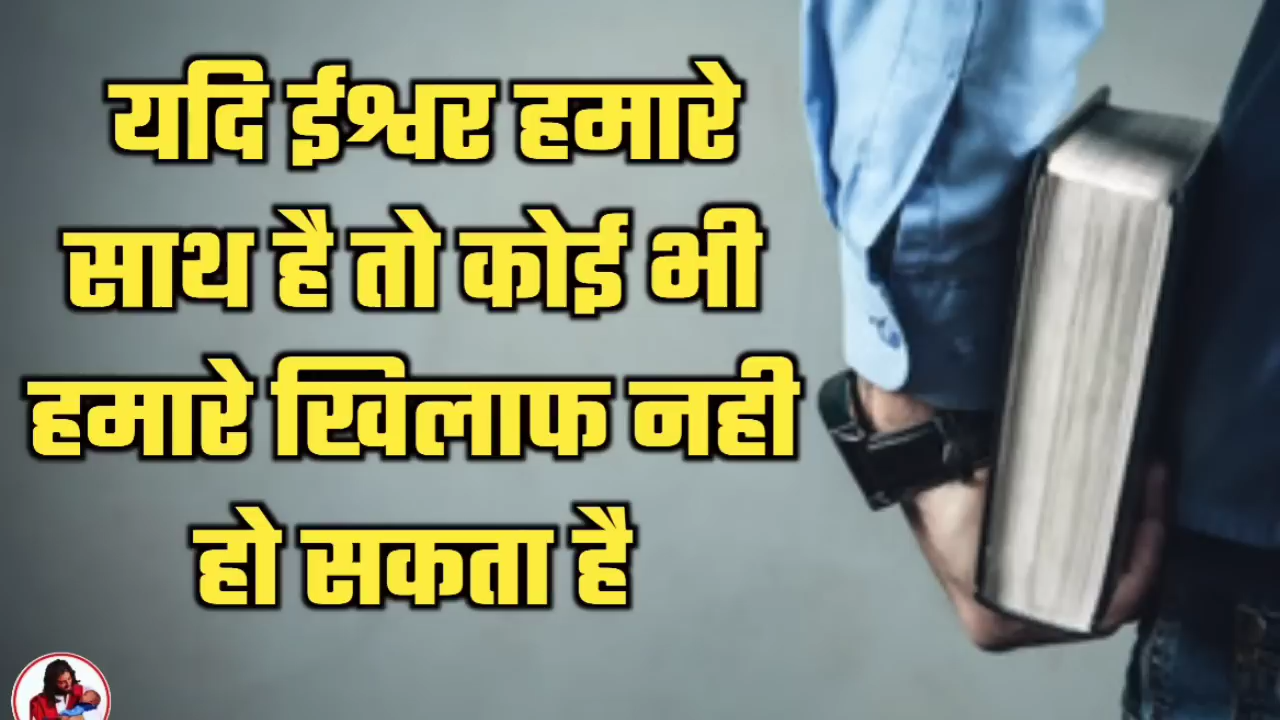 यदि ईश्वर हमारे
साथ है तो कोई भी
हमारे खिलाफ नही
हो सकता है